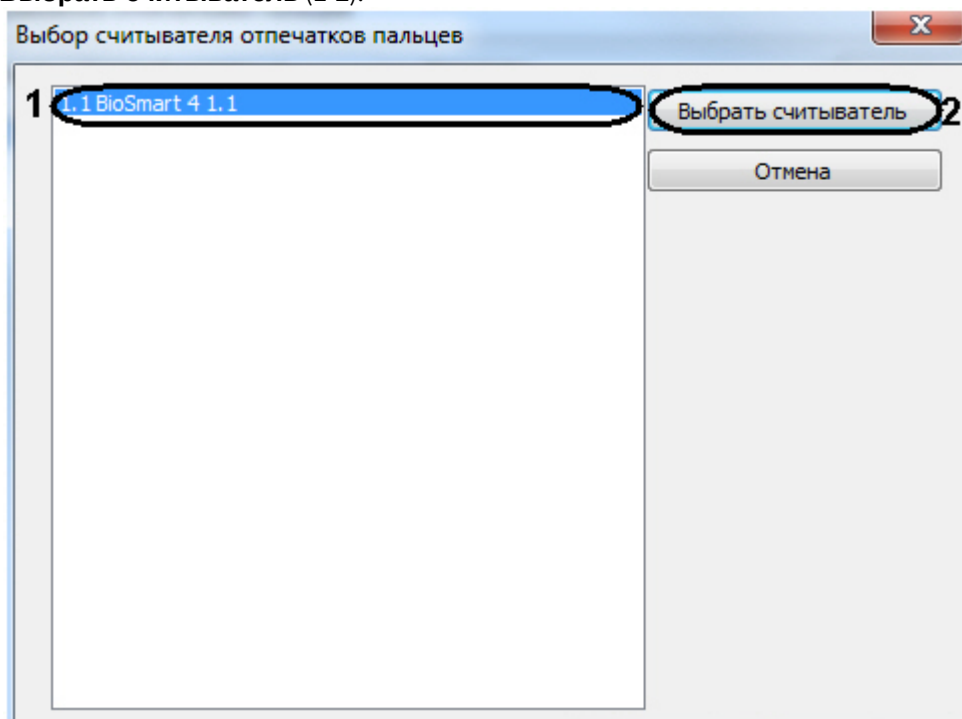 Выбор считывателя отпечатков пальцев
1 1.1 BioSmart 4 1.1
Выбрать считыватель 2
Отмена